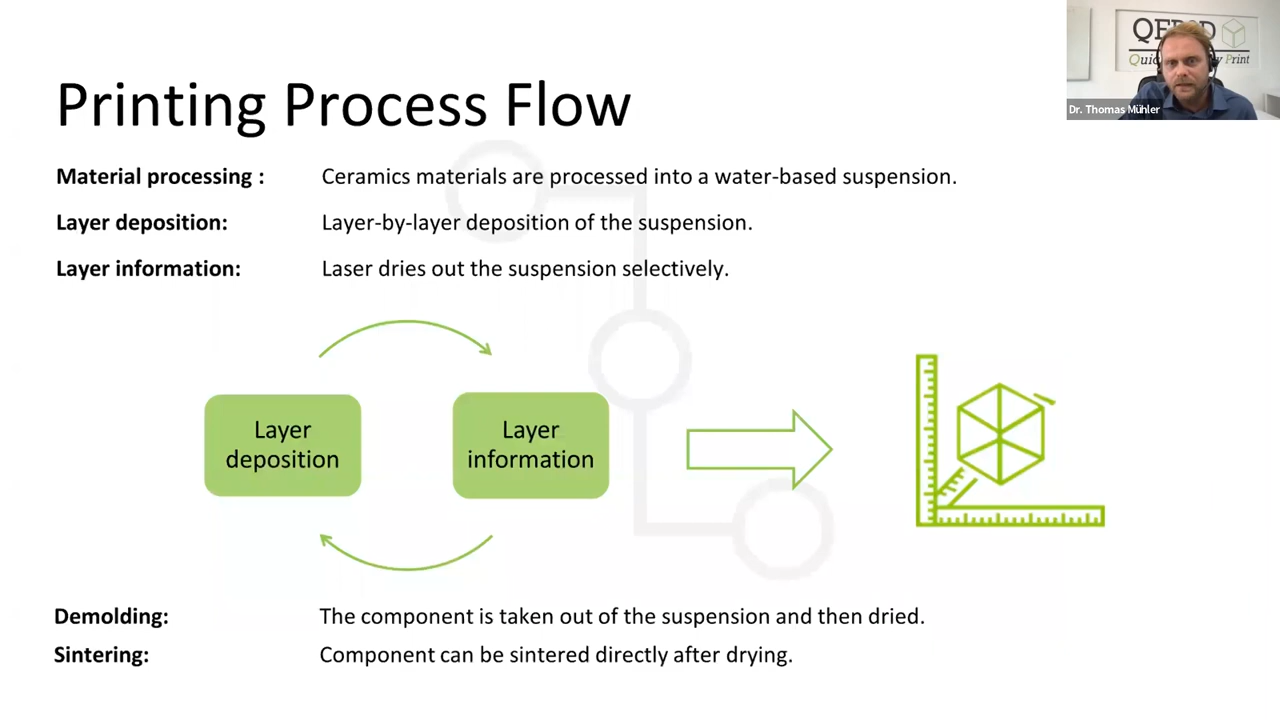 Printing Process Flow
Dr. Thomas Mühler
Print
Material processing : Ceramics materials are processed into a water-based suspension.
Layer deposition: Layer-by-layer deposition of the suspension.
Layer information: Laser dries out the suspension selectively.
Layer
deposition
Layer
information
Demolding: The component is taken out of the suspension and then dried.
Sintering: Component can be sintered directly after drying.